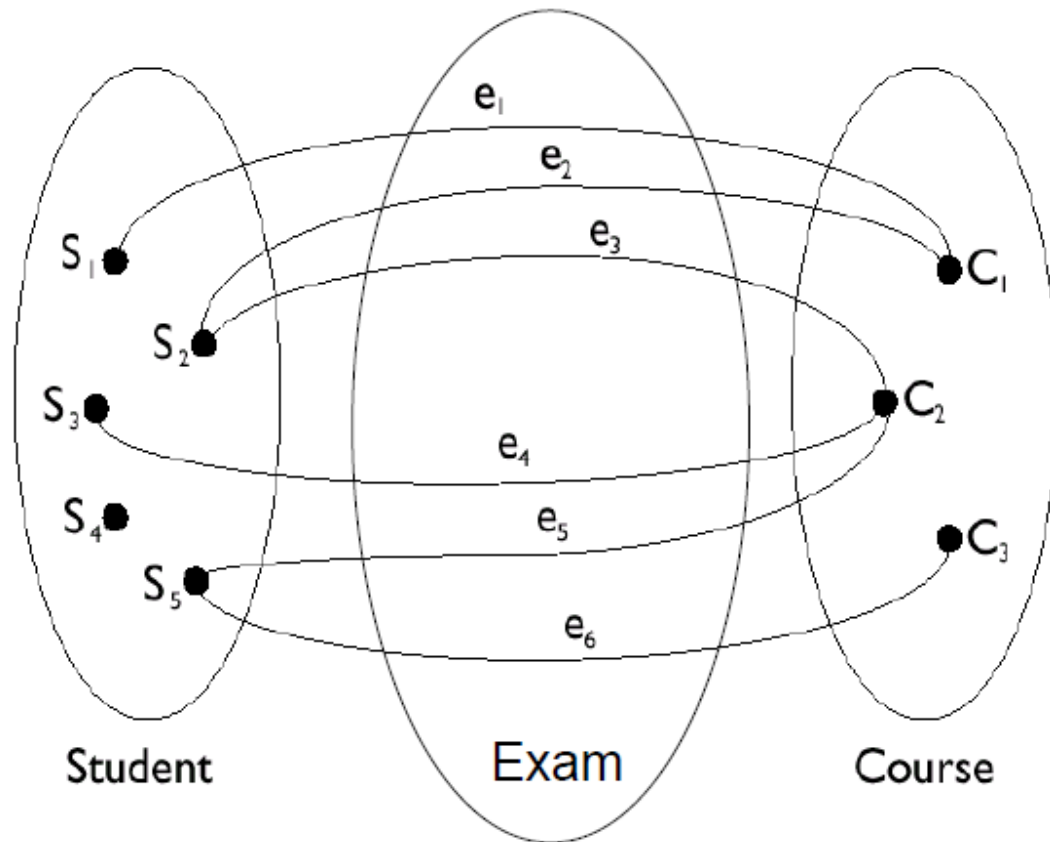 e₁
e₂
e₃
S₁
C₁
S₂
S₃
C₂
e₄
S₄
e₅
C₃
S₅
e₆
Student
Exam
Course